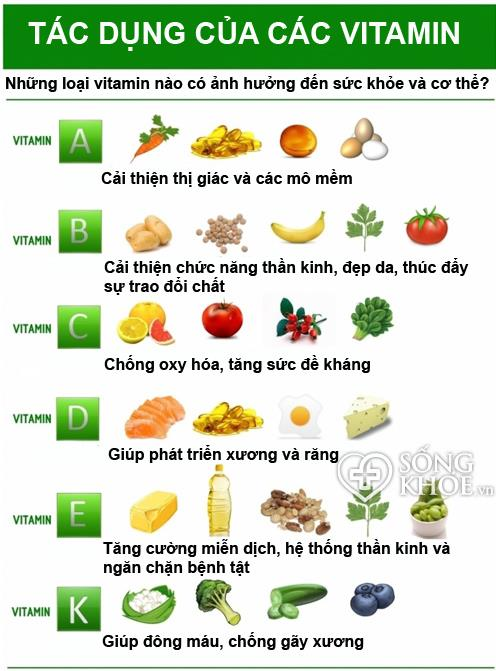 TÁC DỤNG CỦA CÁC VITAMIN
Những loại vitamin nào có ảnh hưởng đến sức khỏe và cơ thể?
VITAMIN A
Cải thiện thị giác và các mô mềm
VITAMIN B
Cải thiện chức năng thần kinh, đẹp da, thúc đẩy
sự trao đổi chất
VITAMIN C
Chống oxy hóa, tăng sức đề kháng
VITAMIN D
Giúp phát triển xương và răng
SỐNG
KHOE.vn
VITAMIN E
Tăng cường miễn dịch, hệ thống thần kinh và
ngăn chặn bệnh tật
VITAMIN K
Giúp đông máu, chống gãy xương